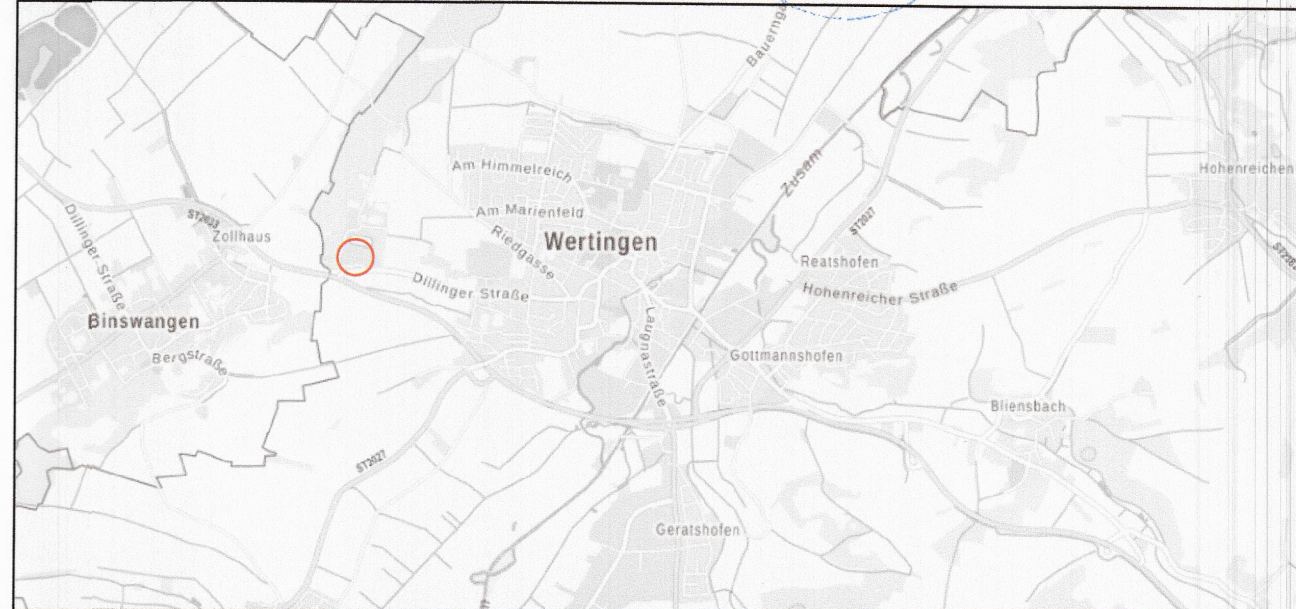 Bauernga
Am Himmelreich
Zusam
Hohenreichen
Dillinger Straße
ST2033
Zollhaus
Am Marienfeld
Riedgasse
Wertingen
ST2027
Reatshofen
Dillinger Straße
Hohenreicher Straße
Binswangen
Laugnastraße
Bergstraße
Gottmannshofen
Bliensbach
ST2027
Geratshofen